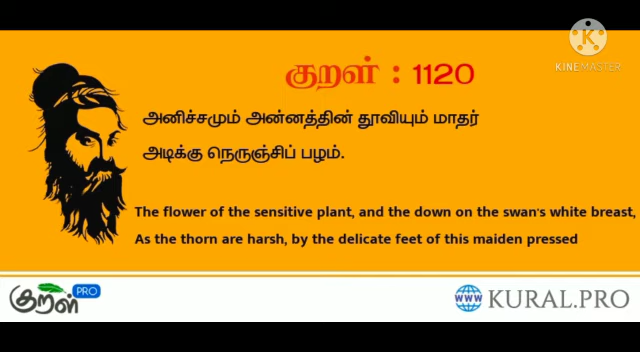 KINEMASTER
குறள் : 1120
அனிச்சமும் அன்னத்தின் தூவியும் மாதர்
அடிக்கு நெருஞ்சிப் பழம்.
The flower of the sensitive plant, and the down on the swan's white breast,
As the thorn are harsh, by the delicate feet of this maiden pressed
குறள் PRO
www KURAL.PRO